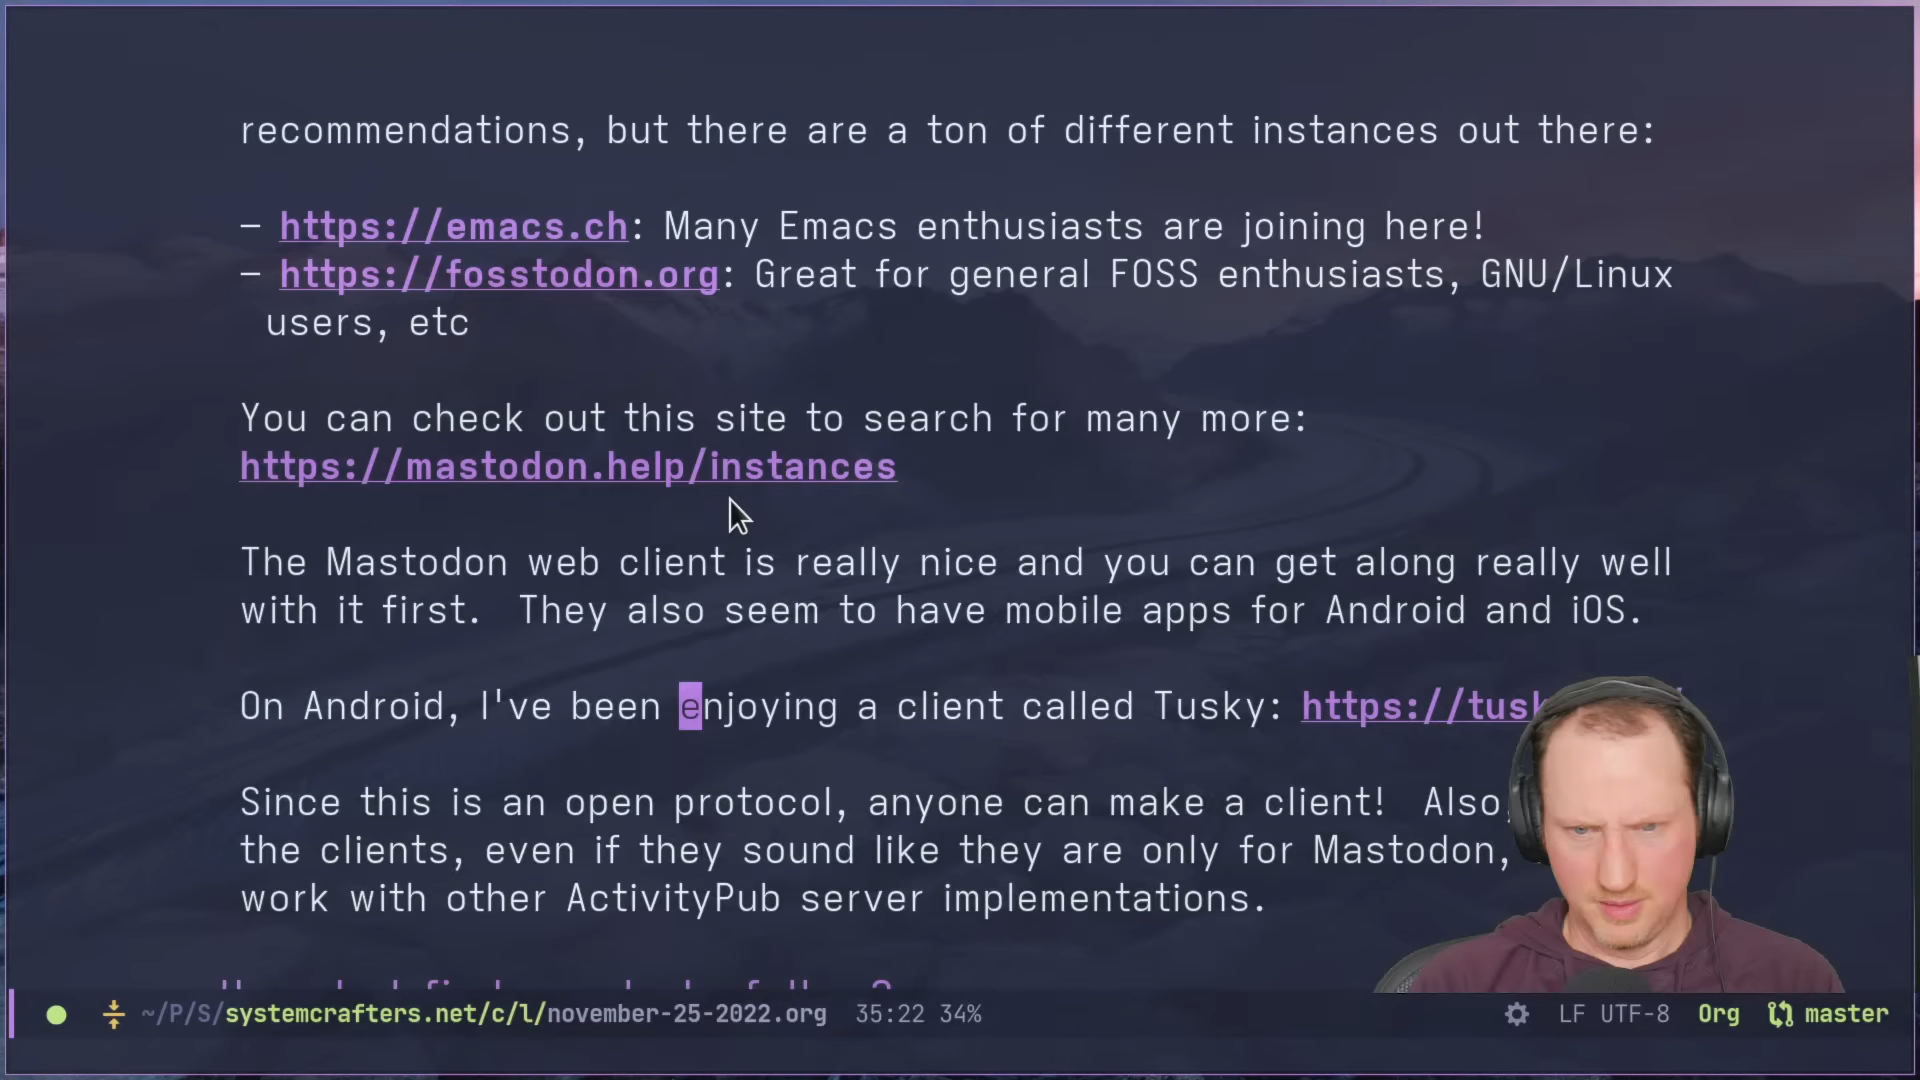 recommendations, but there are a ton of different instances out there:
– https://emacs.ch: Many Emacs enthusiasts are joining here!
– https://fosstodon.org: Great for general FOSS enthusiasts, GNU/Linux
users, etc
You can check out this site to search for many more:
https://mastodon.help/instances
The Mastodon web client is really nice and you can get along really well
with it first.  They also seem to have mobile apps for Android and iOS.
On Android, I've been enjoying a client called Tusky: https://tusk
Since this is an open protocol, anyone can make a client!  Also,
the clients, even if they sound like they are only for Mastodon,
work with other ActivityPub server implementations.
~/P/S/systemcrafters.net/c/l/november-25-2022.org 35:22 34% LF UTF-8 Org master